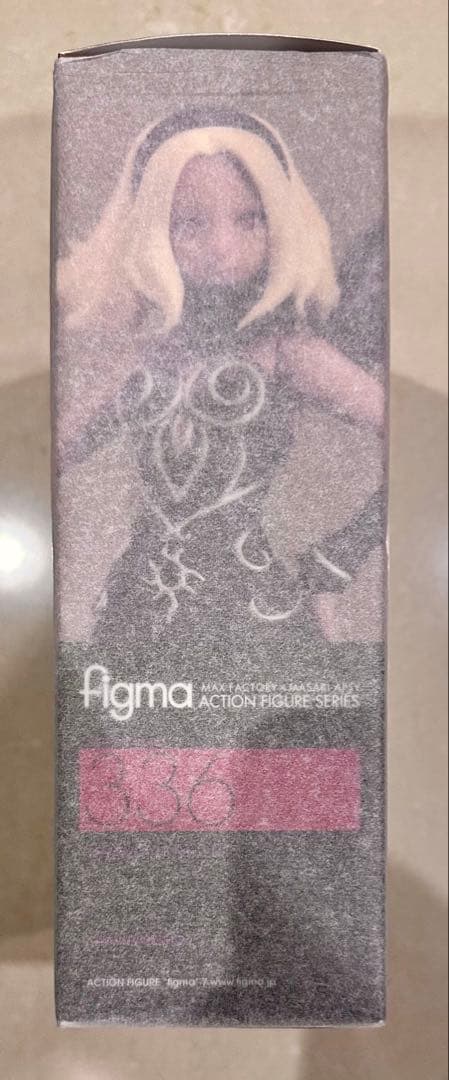 figma
MAX FACTORY × MASAKI APSY
ACTION FIGURE SERIES
336
ACTION FIGURE "figma" / www.figma.jp